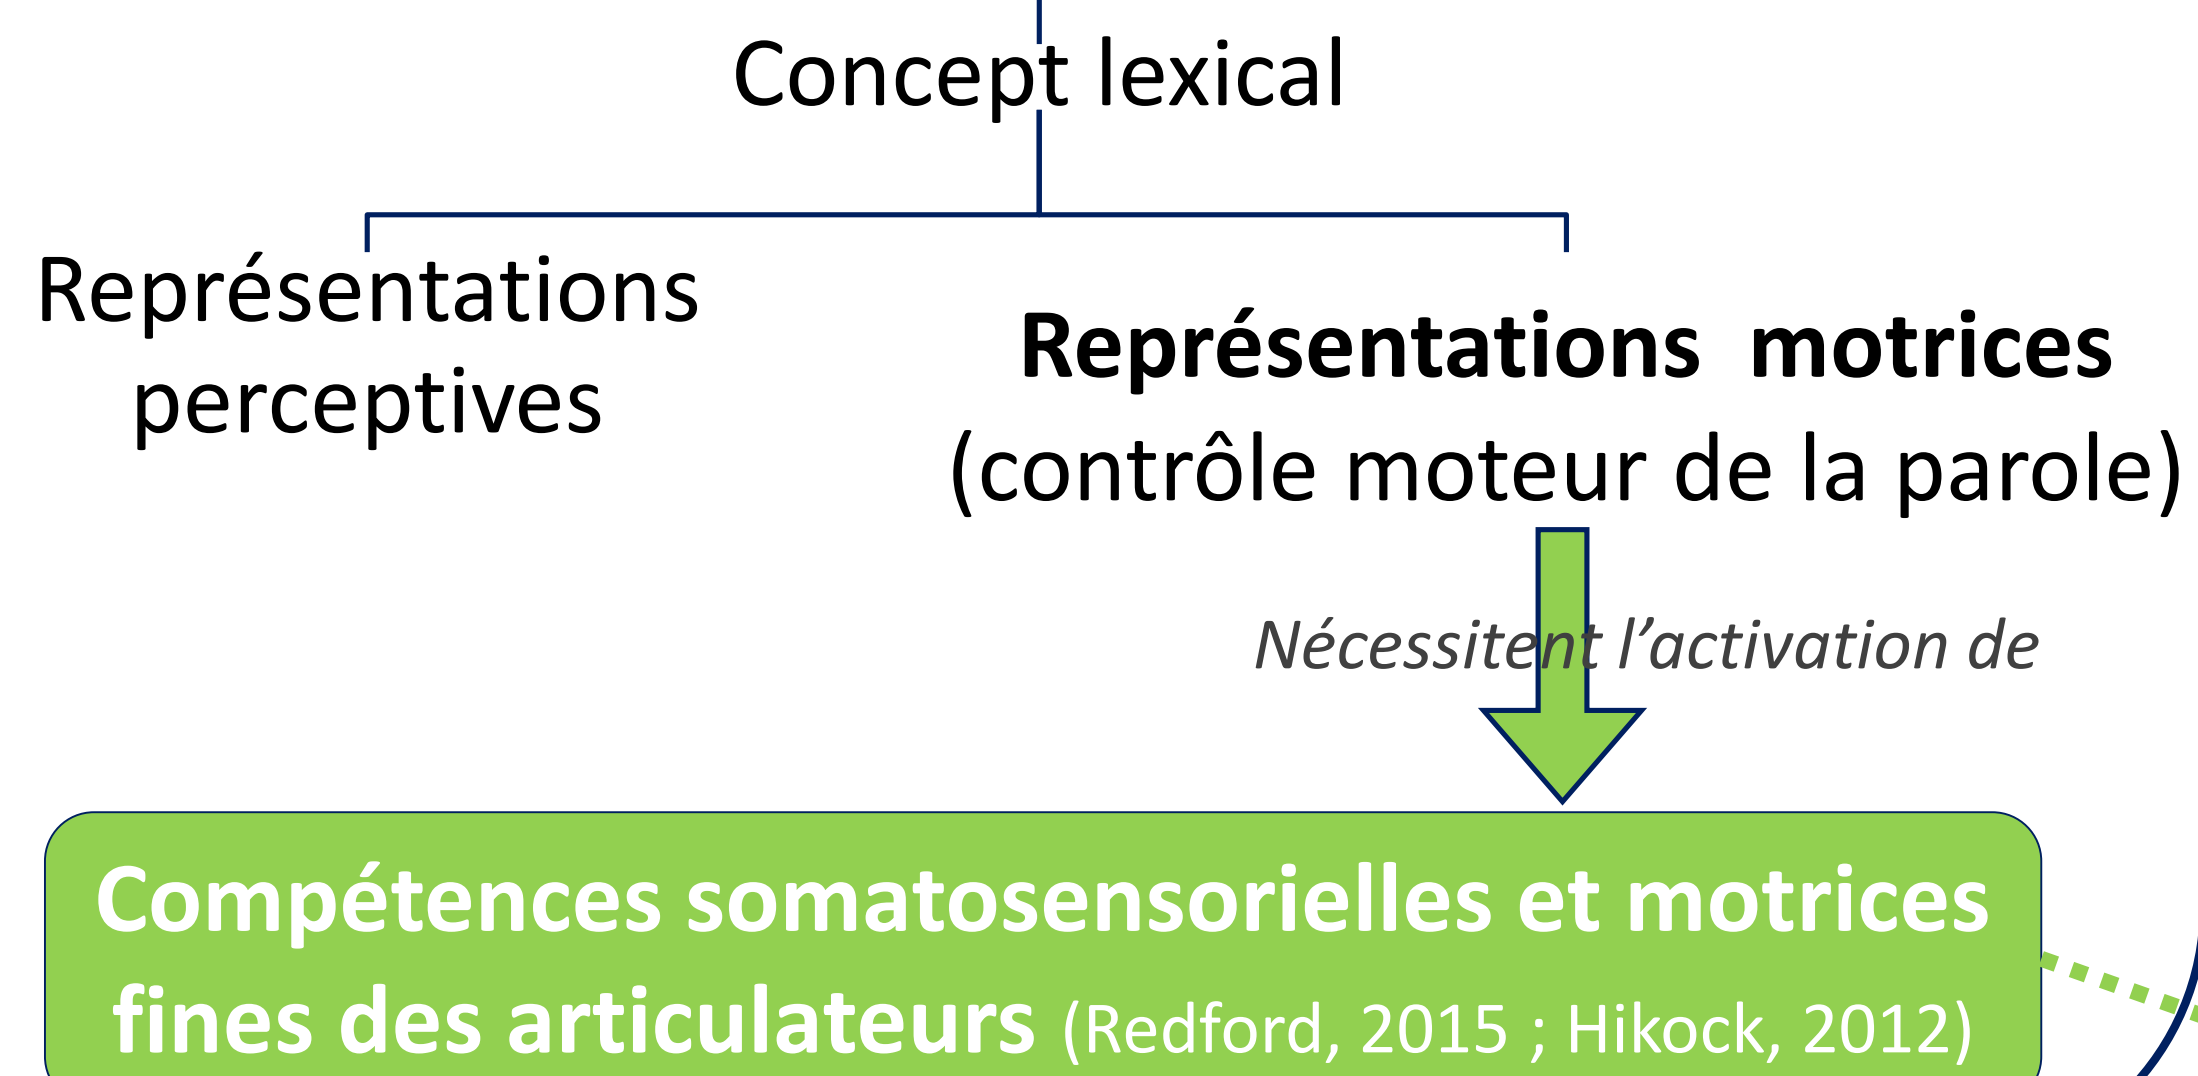 Concept lexical
Représentations
perceptives
Représentations motrices
(contrôle moteur de la parole)
Nécessitent l’activation de
Compétences somatosensorielles et motrices
fines des articulateurs (Redford, 2015 ; Hikock, 2012)